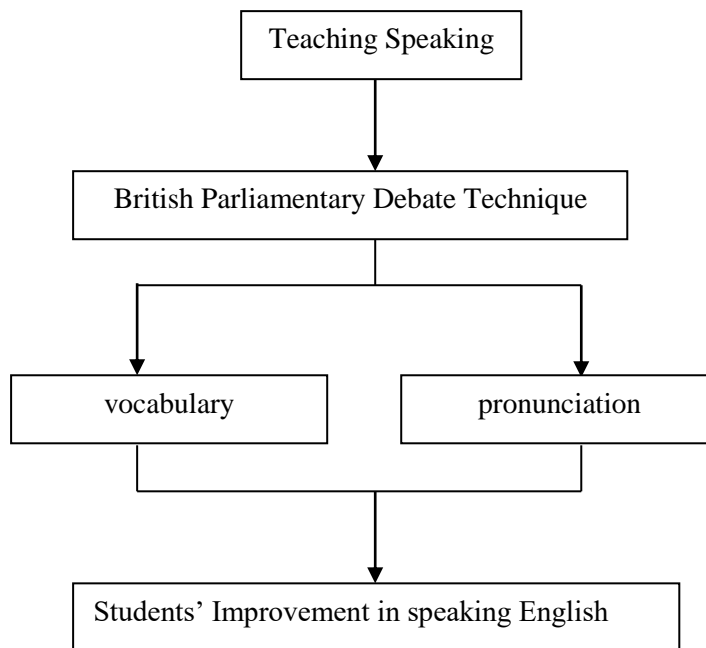 Teaching Speaking
British Parliamentary Debate Technique
vocabulary
pronunciation
Students’ Improvement in speaking English